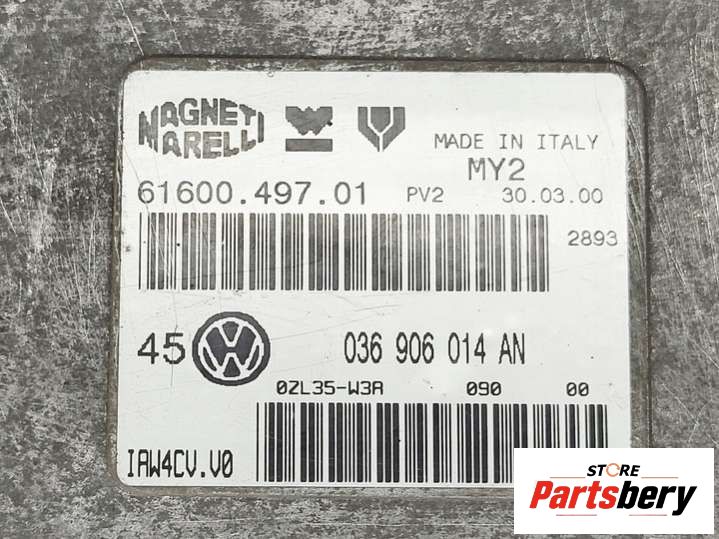 MAGNETI
MARELLI
MADE IN ITALY
MY2
61600.497.01 PV2 30.03.00
2893
45 036 906 014 AN
0ZL35-W3A 090 00
IAW4CV.V0
STORE
Partsbery